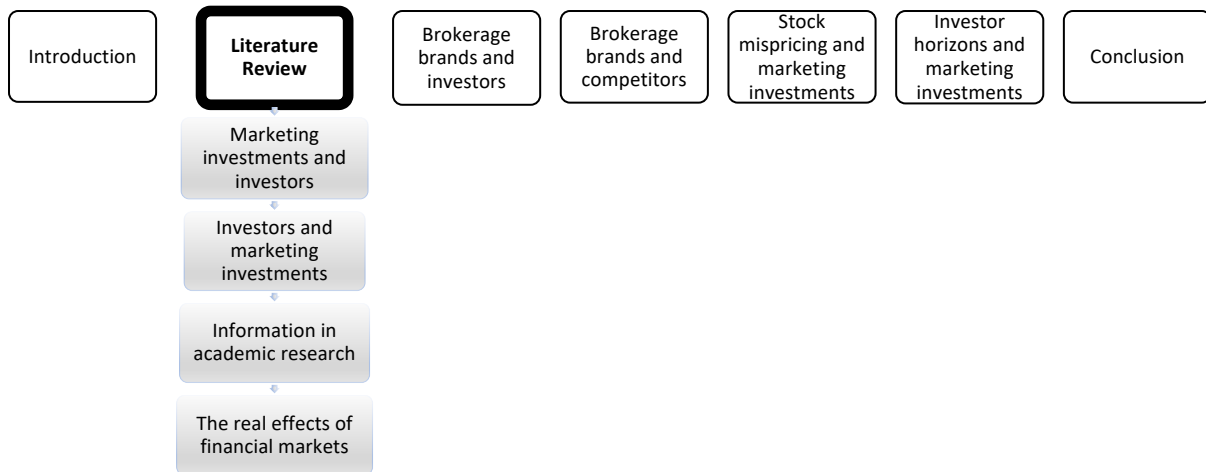 Introduction
Literature
Review
Brokerage
brands and
investors
Brokerage
brands and
competitors
Stock
mispricing and
marketing
investments
Investor
horizons and
marketing
investments
Conclusion
Marketing
investments and
investors
Investors and
marketing
investments
Information in
academic research
The real effects of
financial markets